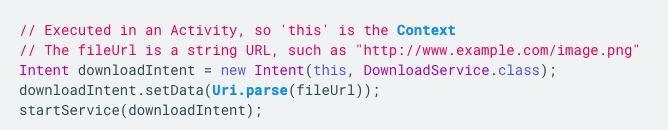 // Executed in an Activity, so 'this' is the Context
// The fileUrl is a string URL, such as "http://www.example.com/image.png"
Intent downloadIntent = new Intent(this, DownloadService.class);
downloadIntent.setData(Uri.parse(fileUrl));
startService(downloadIntent);